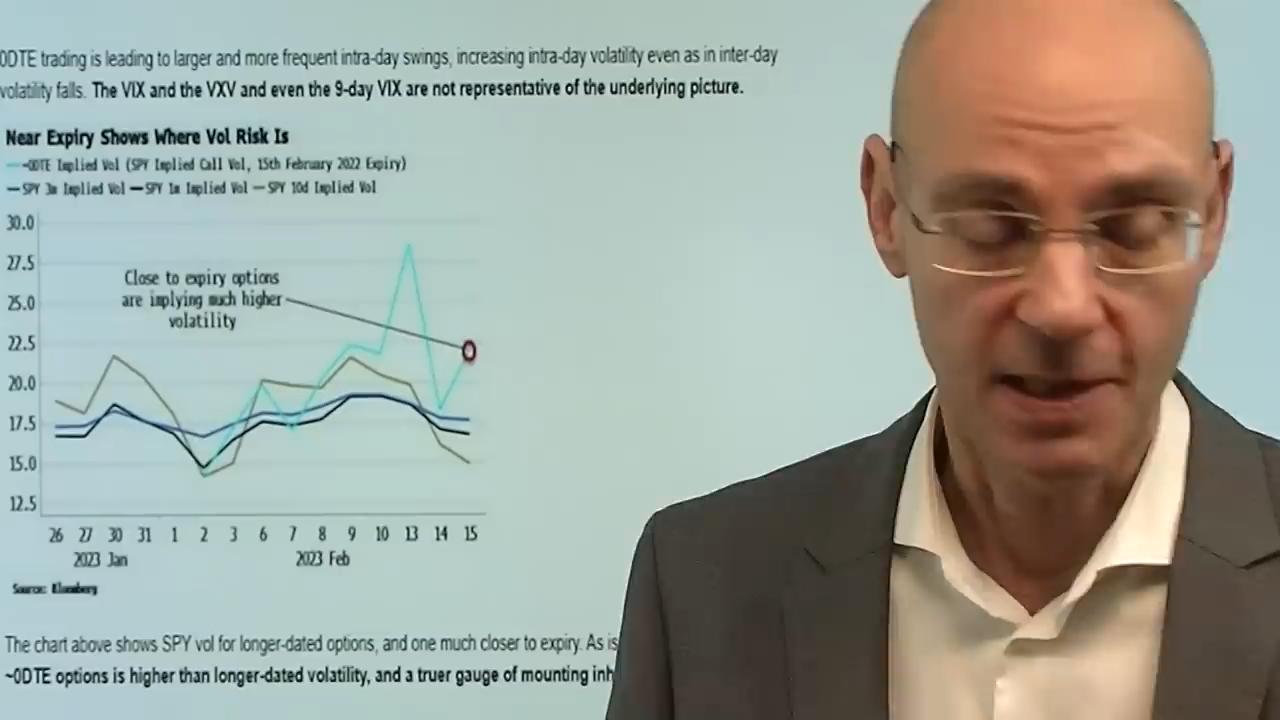 0DTE trading is leading to larger and more frequent intra-day swings, increasing intra-day volatility even as in inter-day
volatility falls. The VIX and the VXV and even the 9-day VIX are not representative of the underlying picture.
Near Expiry Shows Where Vol Risk Is
~0DTE Implied Vol (SPY Implied Call Vol, 15th February 2022 Expiry)
SPY 3m Implied Vol SPY 1m Implied Vol SPY 10d Implied Vol
30.0
27.5
25.0
22.5
20.0
17.5
15.0
12.5
Close to expiry options
are implying much higher
volatility
26 27 30 31 1 2 3 6 7 8 9 10 13 14 15
2023 Jan 2023 Feb
Source: Bloomberg
The chart above shows SPY vol for longer-dated options, and one much closer to expiry. As is
~0DTE options is higher than longer-dated volatility, and a truer gauge of mounting inh